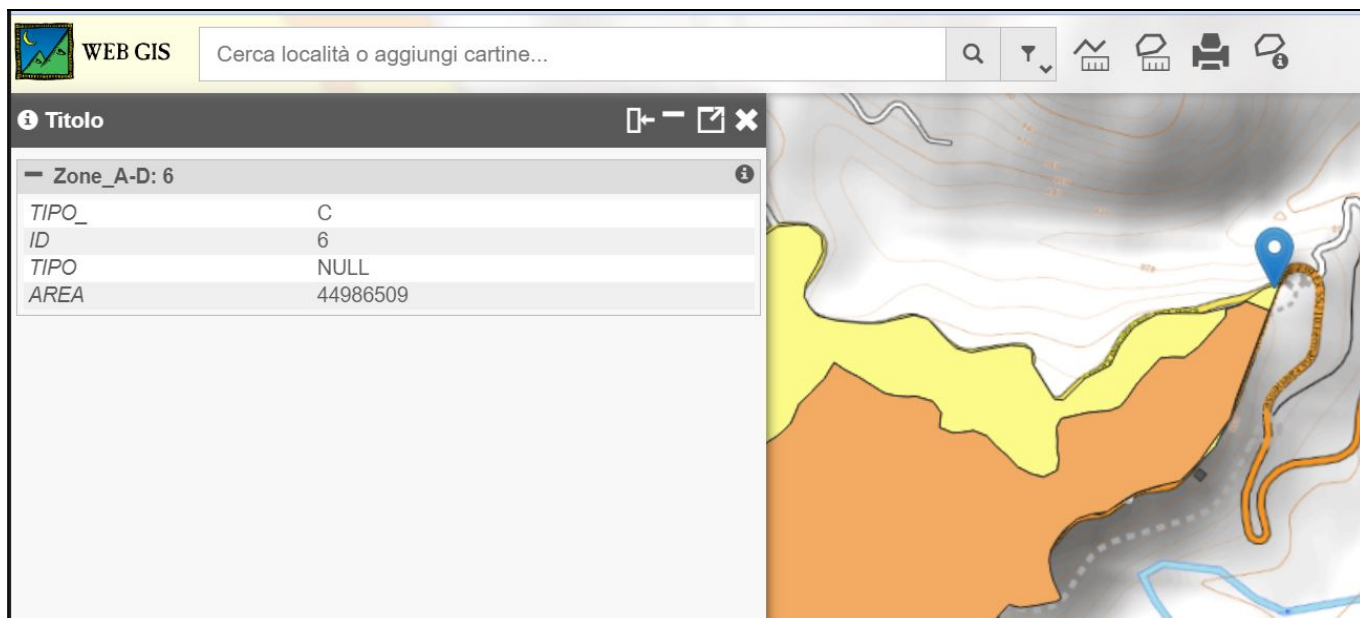 WEB GIS
Cerca località o aggiungi cartine...
Titolo
Zone_A-D: 6
TIPO_ C
ID 6
TIPO NULL
AREA 44986509